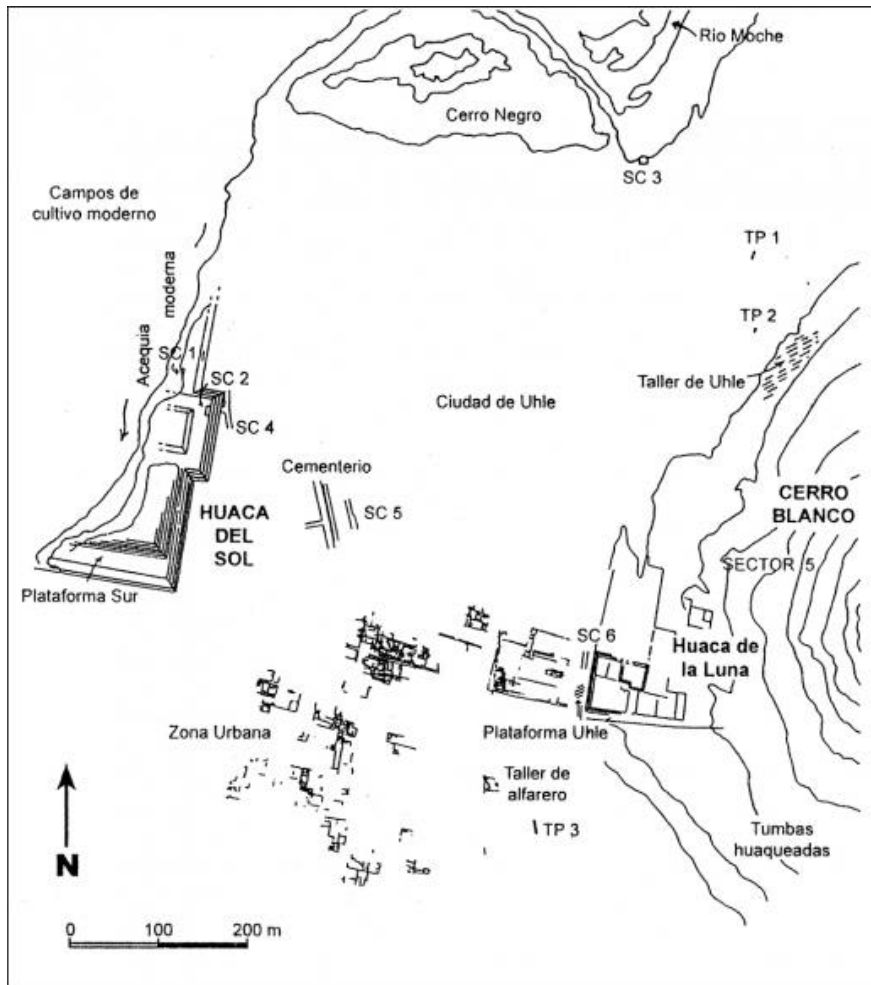 Rio Moche
Cerro Negro
SC 3
Campos de
cultivo moderno
TP 1
Acequia
moderna
TP 2
SC 1
SC 2
Taller de Uhle
SC 4
Ciudad de Uhle
Cementerio
SC 5
HUACA
DEL
SOL
CERRO
BLANCO
SECTOR 5
Plataforma Sur
SC 6
Huaca de
la Luna
Zona Urbana
Plataforma Uhle
Taller de
alfarero
TP 3
Tumbas
huaqueadas
N
0 100 200 m